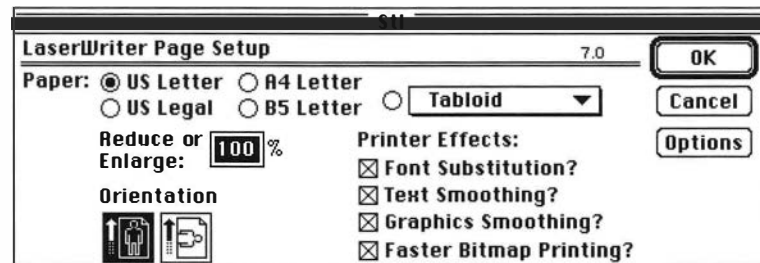 LaserWriter Page Setup 7.0 OK
Paper: US Letter A4 Letter
US Legal B5 Letter Tabloid Cancel
Reduce or Enlarge: 100 % Options
Printer Effects:
Font Substitution?
Text Smoothing?
Graphics Smoothing?
Faster Bitmap Printing?
Orientation